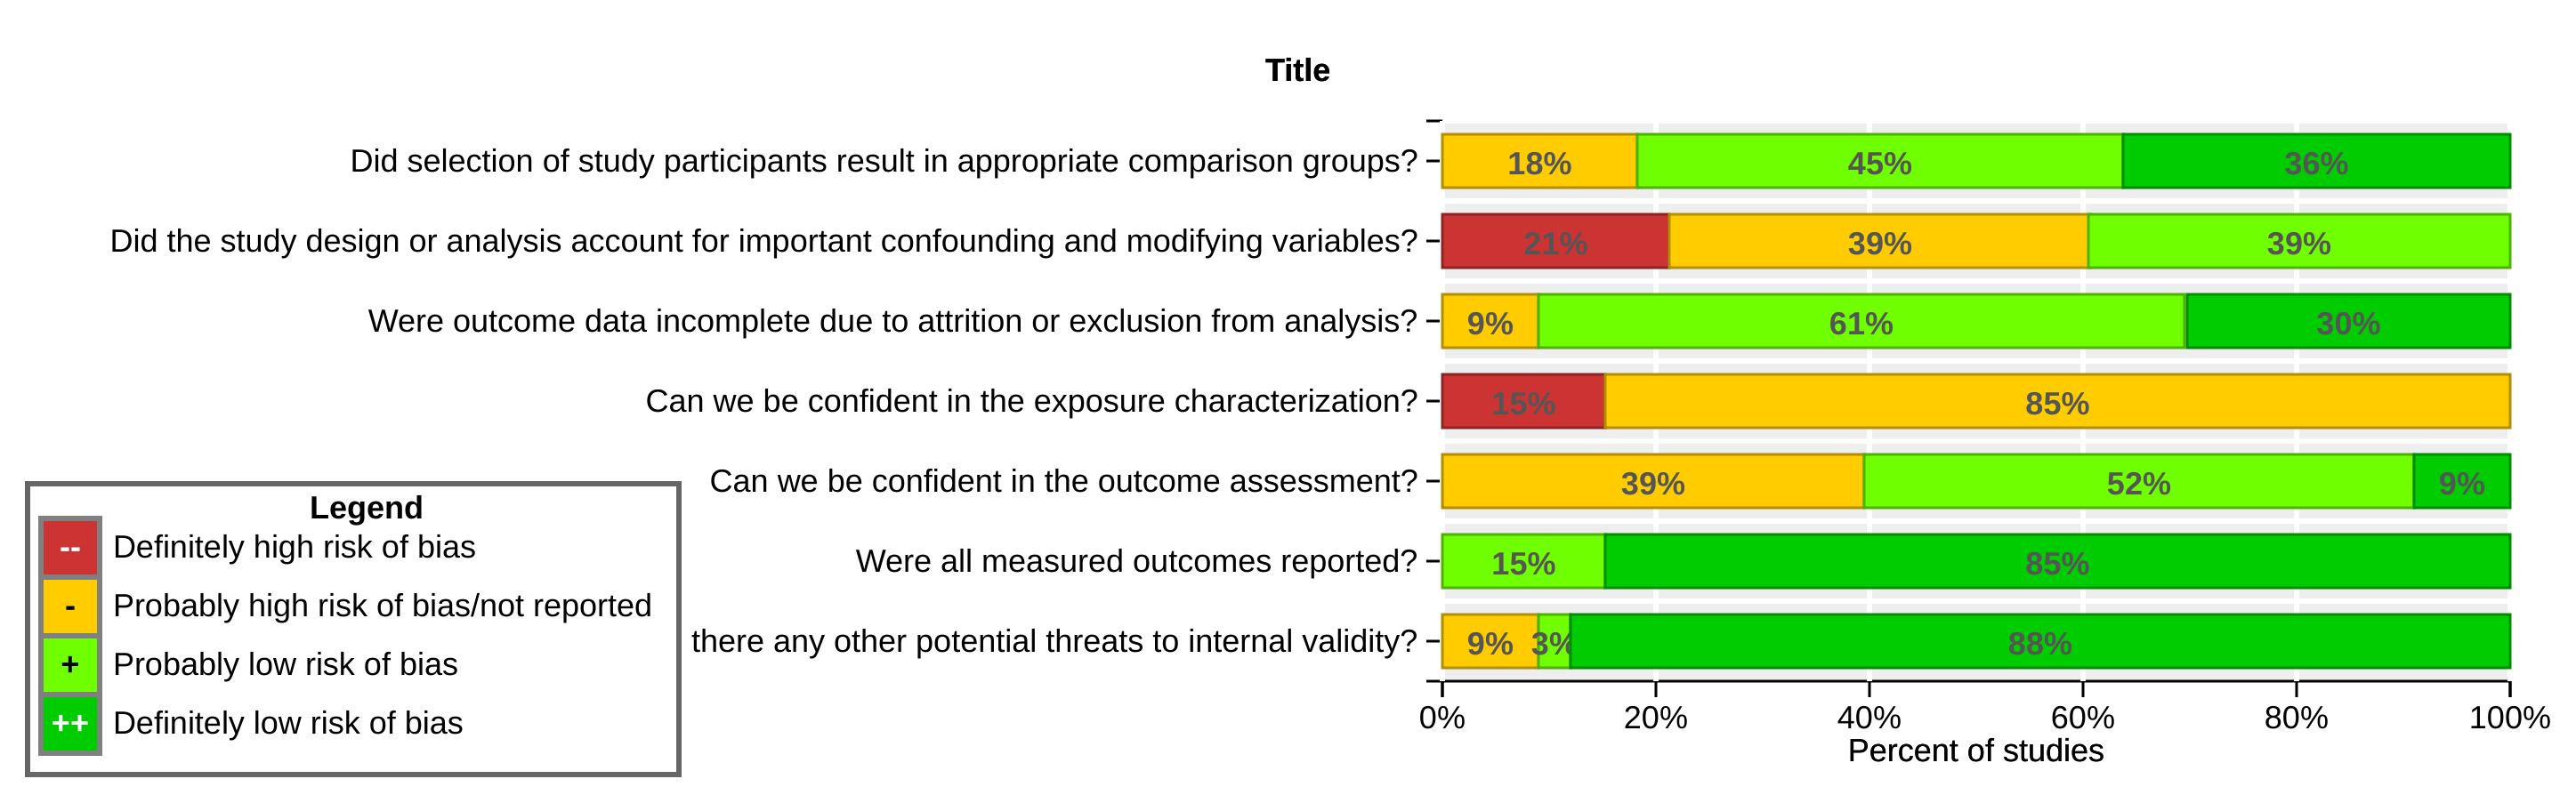 Title
Did selection of study participants result in appropriate comparison groups?
18% 45% 36%
Did the study design or analysis account for important confounding and modifying variables?
21% 39% 39%
Were outcome data incomplete due to attrition or exclusion from analysis?
9% 61% 30%
Can we be confident in the exposure characterization?
15% 85%
Can we be confident in the outcome assessment?
39% 52% 9%
Were all measured outcomes reported?
15% 85%
there any other potential threats to internal validity?
9% 3% 88%
0% 20% 40% 60% 80% 100%
Percent of studies
Legend
-- Definitely high risk of bias
- Probably high risk of bias/not reported
+ Probably low risk of bias
++ Definitely low risk of bias